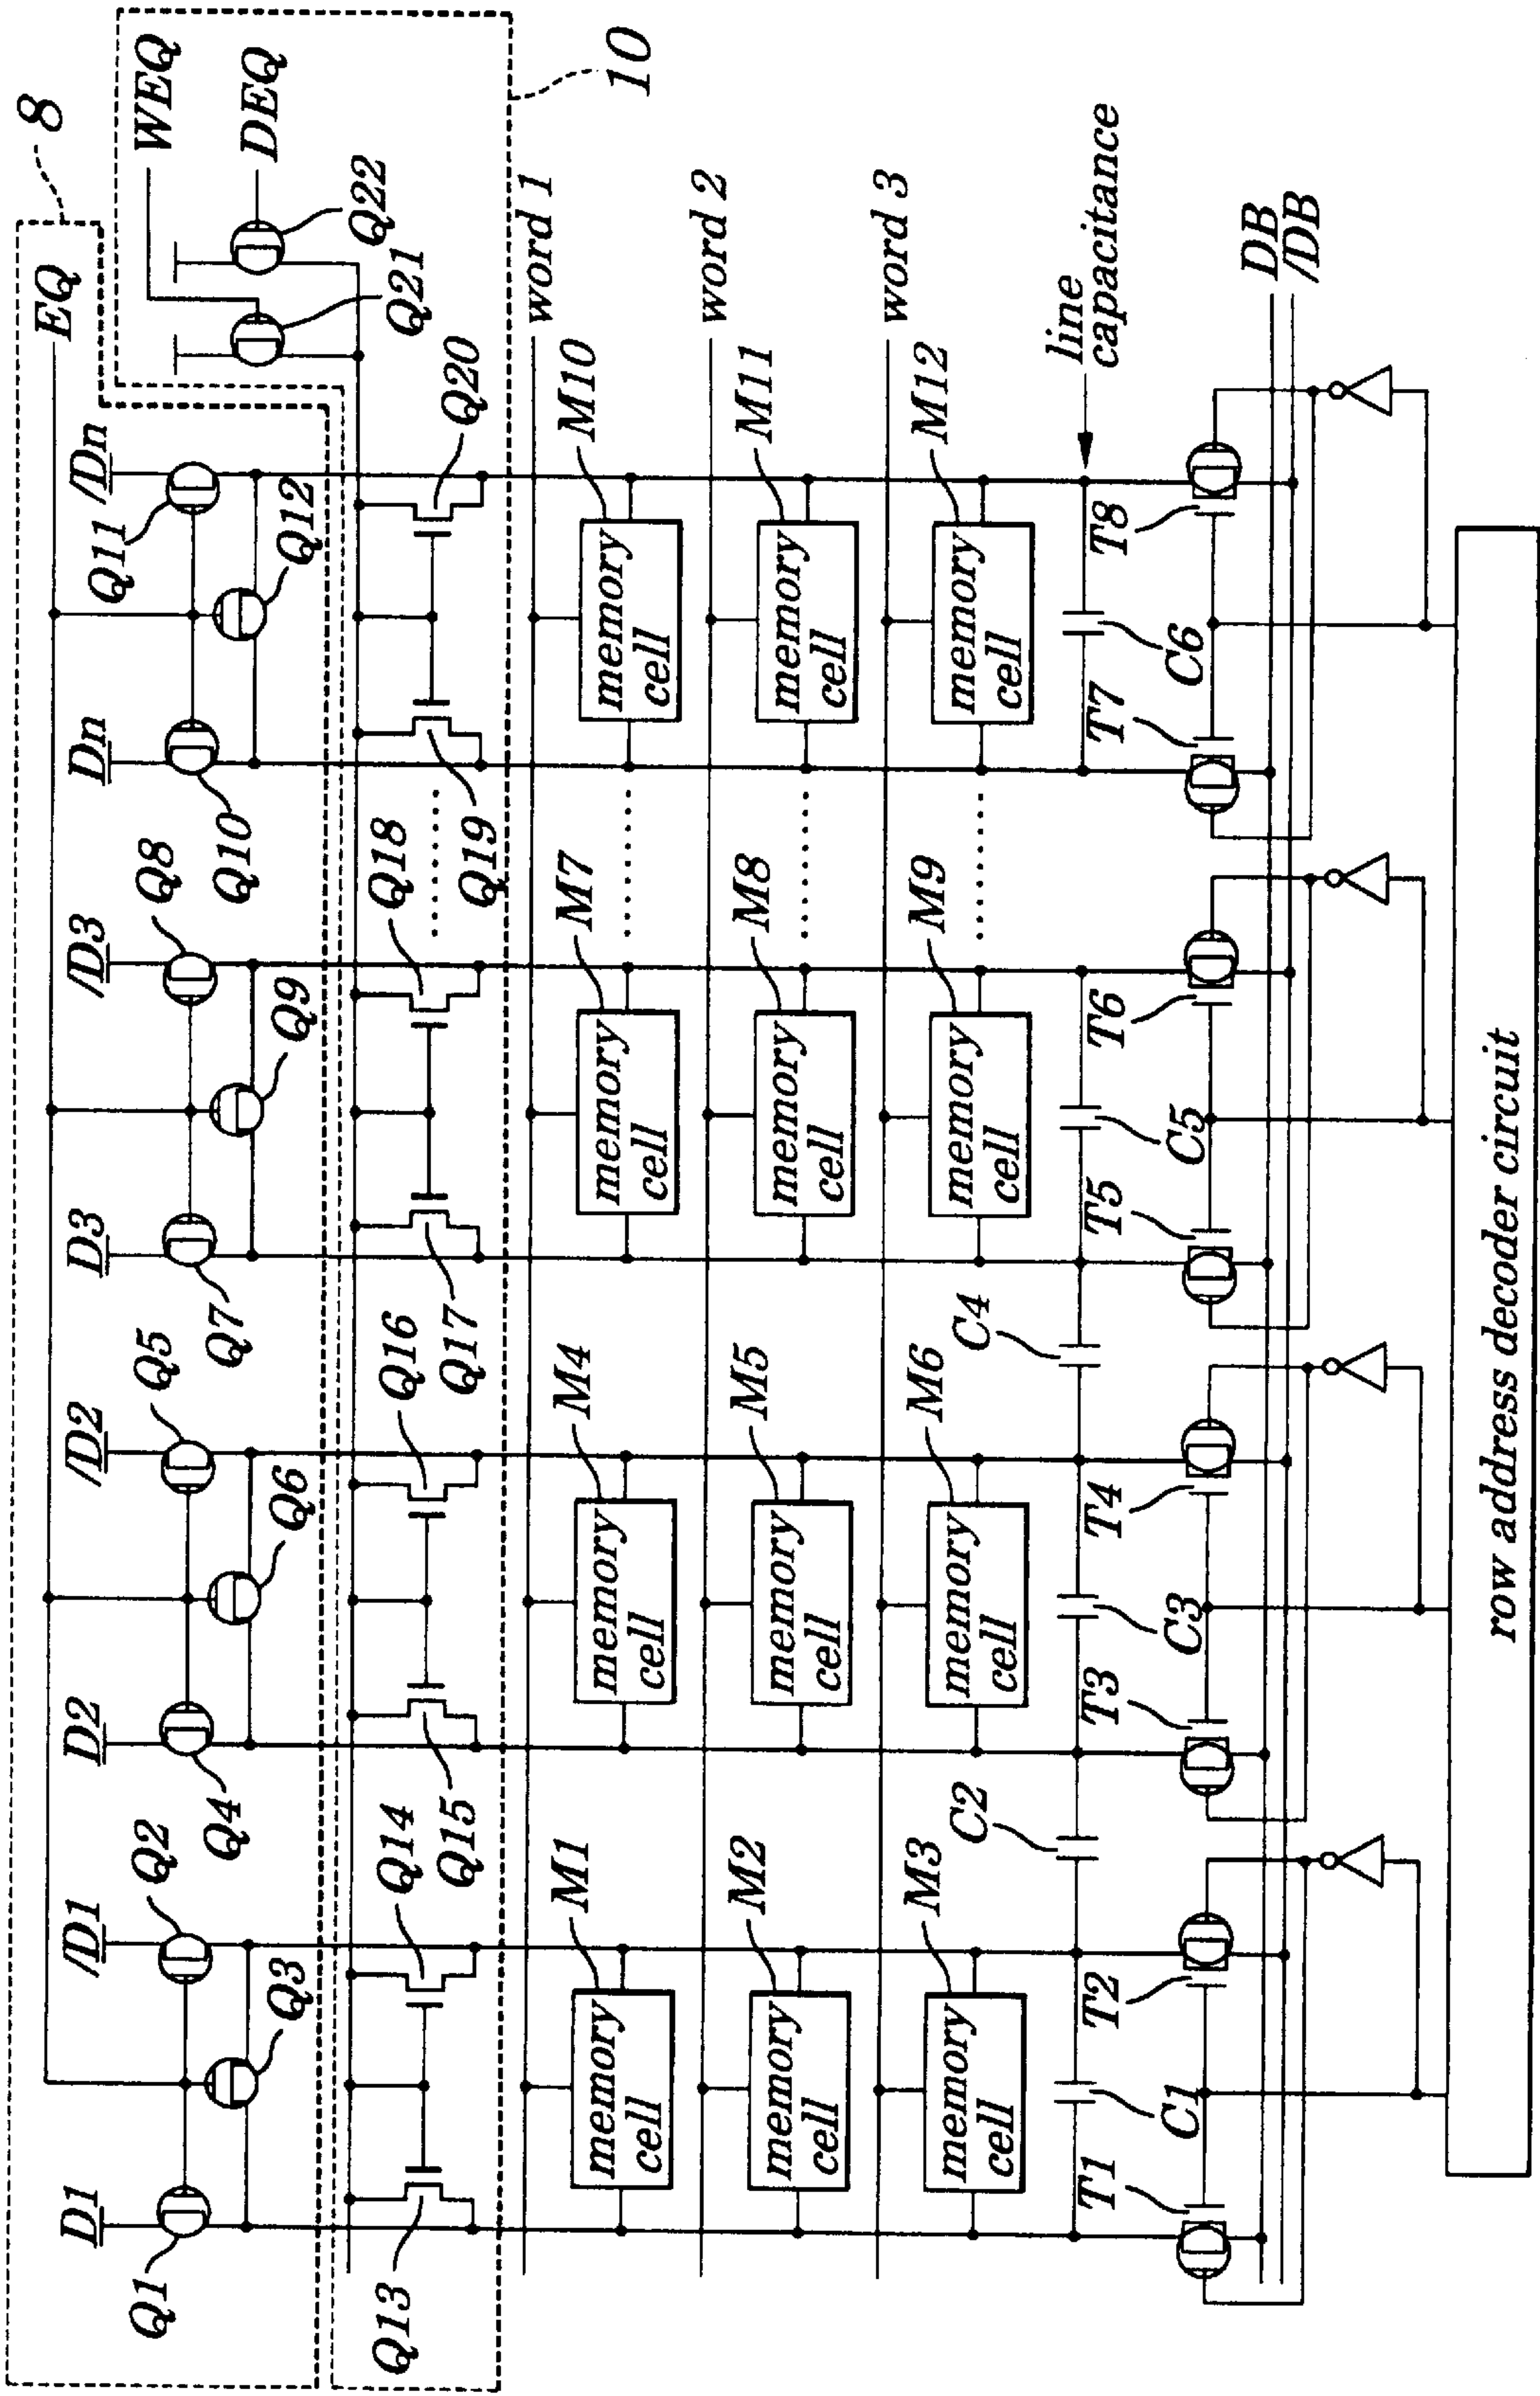 8
EQ
WEQ
DEQ
10
D1
/D1
D2
/D2
D3
/D3
Dn
/Dn
Q1
Q2
Q3
Q4
Q5
Q6
Q7
Q8
Q9
Q10
Q11
Q12
Q21
Q22
Q13
Q14
Q15
Q16
Q17
Q18
Q19
Q20
word 1
M1
M4
M7
M10
memory
cell
memory
cell
memory
cell
memory
cell
word 2
M2
M5
M8
M11
memory
cell
memory
cell
memory
cell
memory
cell
word 3
M3
M6
M9
M12
memory
cell
memory
cell
memory
cell
memory
cell
line
capacitance
C1
C2
C3
C4
C5
C6
T1
T2
T3
T4
T5
T6
T7
T8
DB
/DB
row address decoder circuit